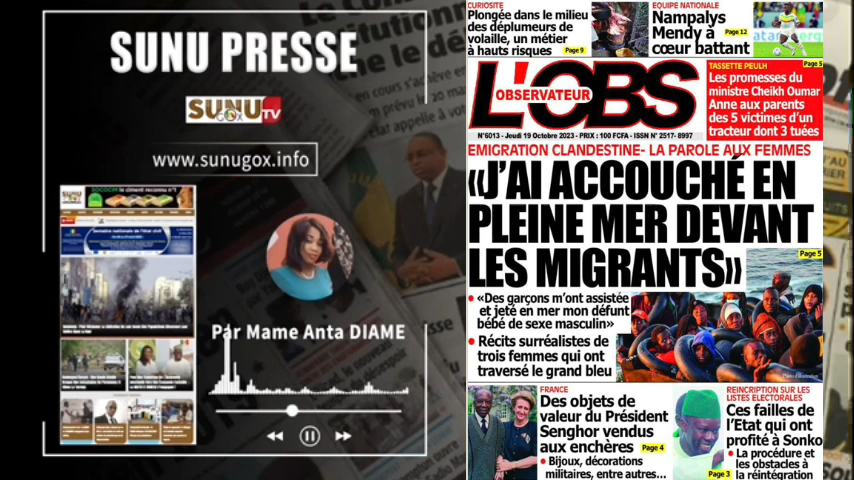 SUNU PRESSE
SUNU
GOX
TV
www.sunugox.info
Par Mame Anta DIAME
CURIOSITE
Plongée dans le milieu
des déplumeurs de
volaille, un métier
à hauts risques
Page 9
EQUIPE NATIONALE
Nampalys
Mendy à
cœur battant
Page 12
L'OBS
OBSERVATEUR
N°6013 - Jeudi 19 Octobre 2023 - PRIX : 100 FCFA - ISSN N° 2517- 8997
TASSETTE PEULH
Page 5
Les promesses du
ministre Cheikh Oumar
Anne aux parents
des 5 victimes d'un
tracteur dont 3 tuées
EMIGRATION CLANDESTINE- LA PAROLE AUX FEMMES
«J'AI ACCOUCHÉ EN
PLEINE MER DEVANT
LES MIGRANTS»
Page 5
• «Des garçons m'ont assistée
et jeté en mer mon défunt
bébé de sexe masculin»
• Récits surréalistes de
trois femmes qui ont
traversé le grand bleu
FRANCE
Des objets de
valeur du Président
Senghor vendus
aux enchères
Page 4
• Bijoux, décorations
militaires, entre autres...
REINCRIPTION SUR LES
LISTES ELECTORALES
Ces failles de
l'Etat qui ont
profité à Sonko
• La procédure et
les obstacles à
la réintégration
Page 3